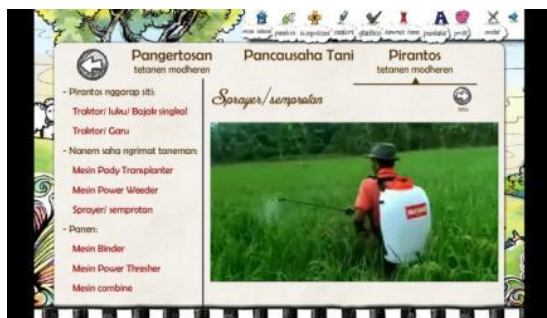 Pangertosan
tetanen modheren
Pancausaha Tani
Pirantos
tetanen modheren
- Pirantos nggarap siti:
Traktor/ luku/ Bajak singkal
Traktor/ Garu
- Nanem saha ngrimat taneman:
Mesin Pady Transplanter
Mesin Power Weeder
Sprayer/ semprotan
- Panen:
Mesin Binder
Mesin Power Thresher
Mesin combine
Sprayer/ semprotan